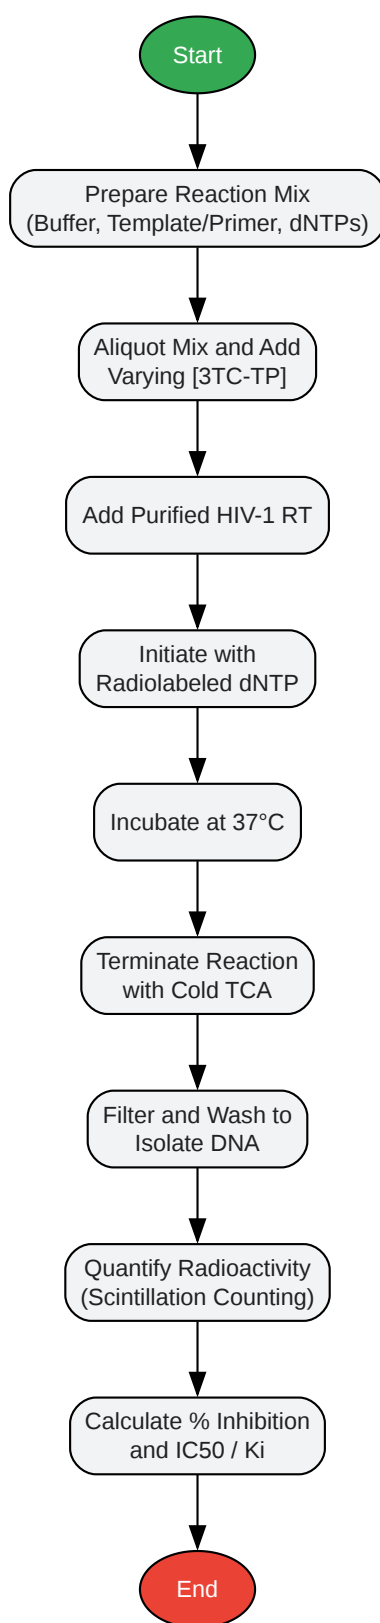 Start
Prepare Reaction Mix
(Buffer, Template/Primer, dNTPs)
Aliquot Mix and Add
Varying [3TC-TP]
Add Purified HIV-1 RT
Initiate with
Radiolabeled dNTP
Incubate at 37°C
Terminate Reaction
with Cold TCA
Filter and Wash to
Isolate DNA
Quantify Radioactivity
(Scintillation Counting)
Calculate % Inhibition
and IC50 / Ki
End